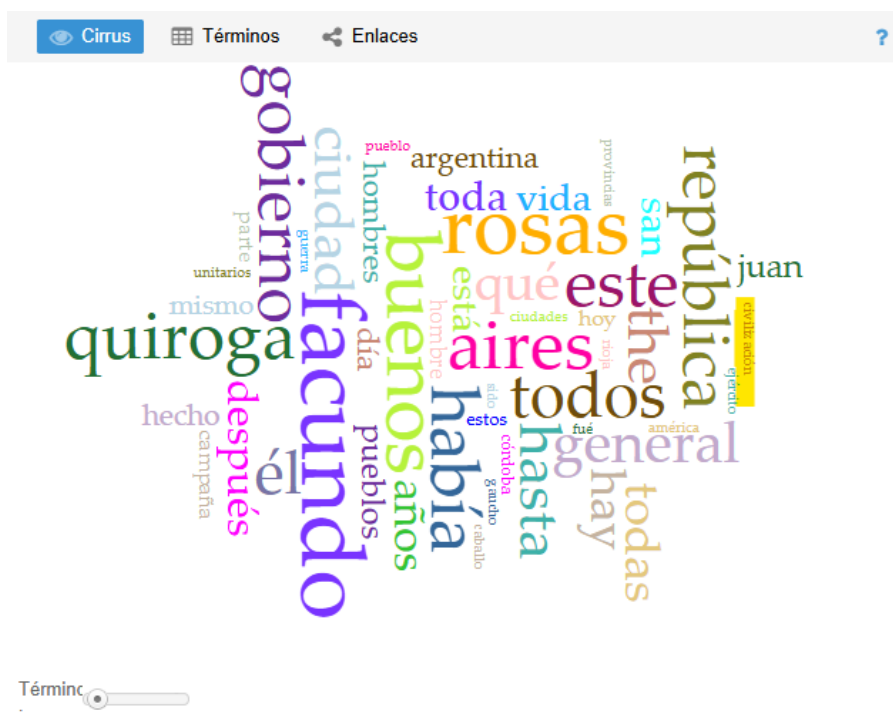 Cirrus Términos Enlaces ?
gobierno
ciudad
pueblo
hombres
argentina
provincias
república
toda vida
rosas
san
parte
guerra
unitarios
buenos
está
qué
este
juan
mismo
quiroga
facundo
día
hombre
ciudades
hoy
the
civilización
aires
rioja
ejército
todos
sido
hecho
después
campaña
él
pueblos
años
había
estos
córdoba
gaucho
caballo
hasta
fué
américa
general
hay
todas
Términc